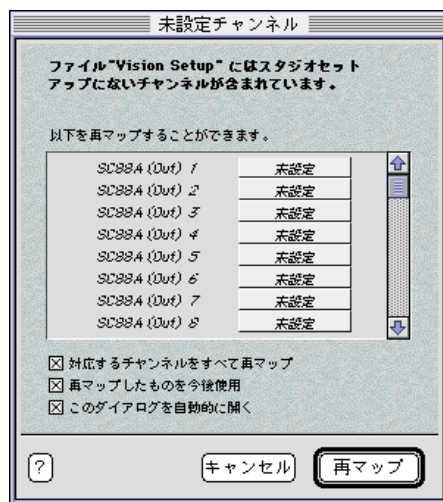 未設定チャンネル
ファイル"Vision Setup" にはスタジオセット
アップにないチャンネルが含まれています.
以下を再マップすることができます.
SC88A (Out) 1 未設定
SC88A (Out) 2 未設定
SC88A (Out) 3 未設定
SC88A (Out) 4 未設定
SC88A (Out) 5 未設定
SC88A (Out) 6 未設定
SC88A (Out) 7 未設定
SC88A (Out) 8 未設定
対応するチャンネルをすべて再マップ
再マップしたものを今後使用
このダイアログを自動的に開く
? キャンセル 再マップ